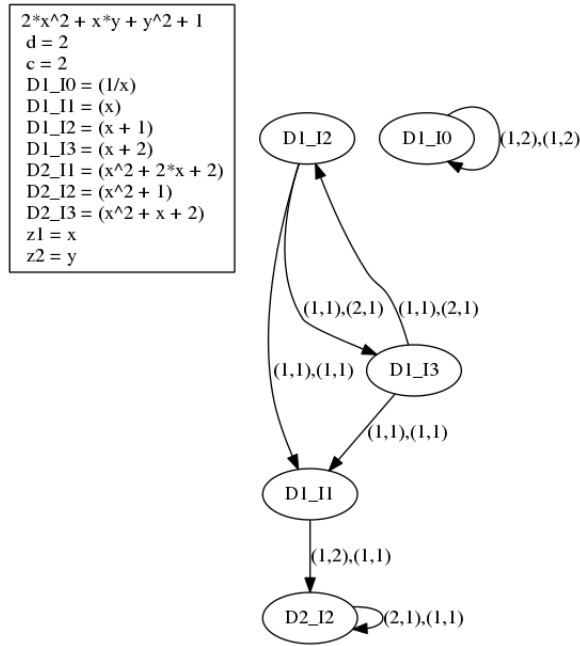 2*x^2 + x*y + y^2 + 1
d = 2
c = 2
D1_I0 = (1/x)
D1_I1 = (x)
D1_I2 = (x + 1)
D1_I3 = (x + 2)
D2_I1 = (x^2 + 2*x + 2)
D2_I2 = (x^2 + 1)
D2_I3 = (x^2 + x + 2)
z1 = x
z2 = y
D1_I2
D1_I0
(1,2),(1,2)
(1,1),(2,1)
(1,1),(2,1)
(1,1),(1,1)
D1_I3
(1,1),(1,1)
D1_I1
(1,2),(1,1)
D2_I2
(2,1),(1,1)